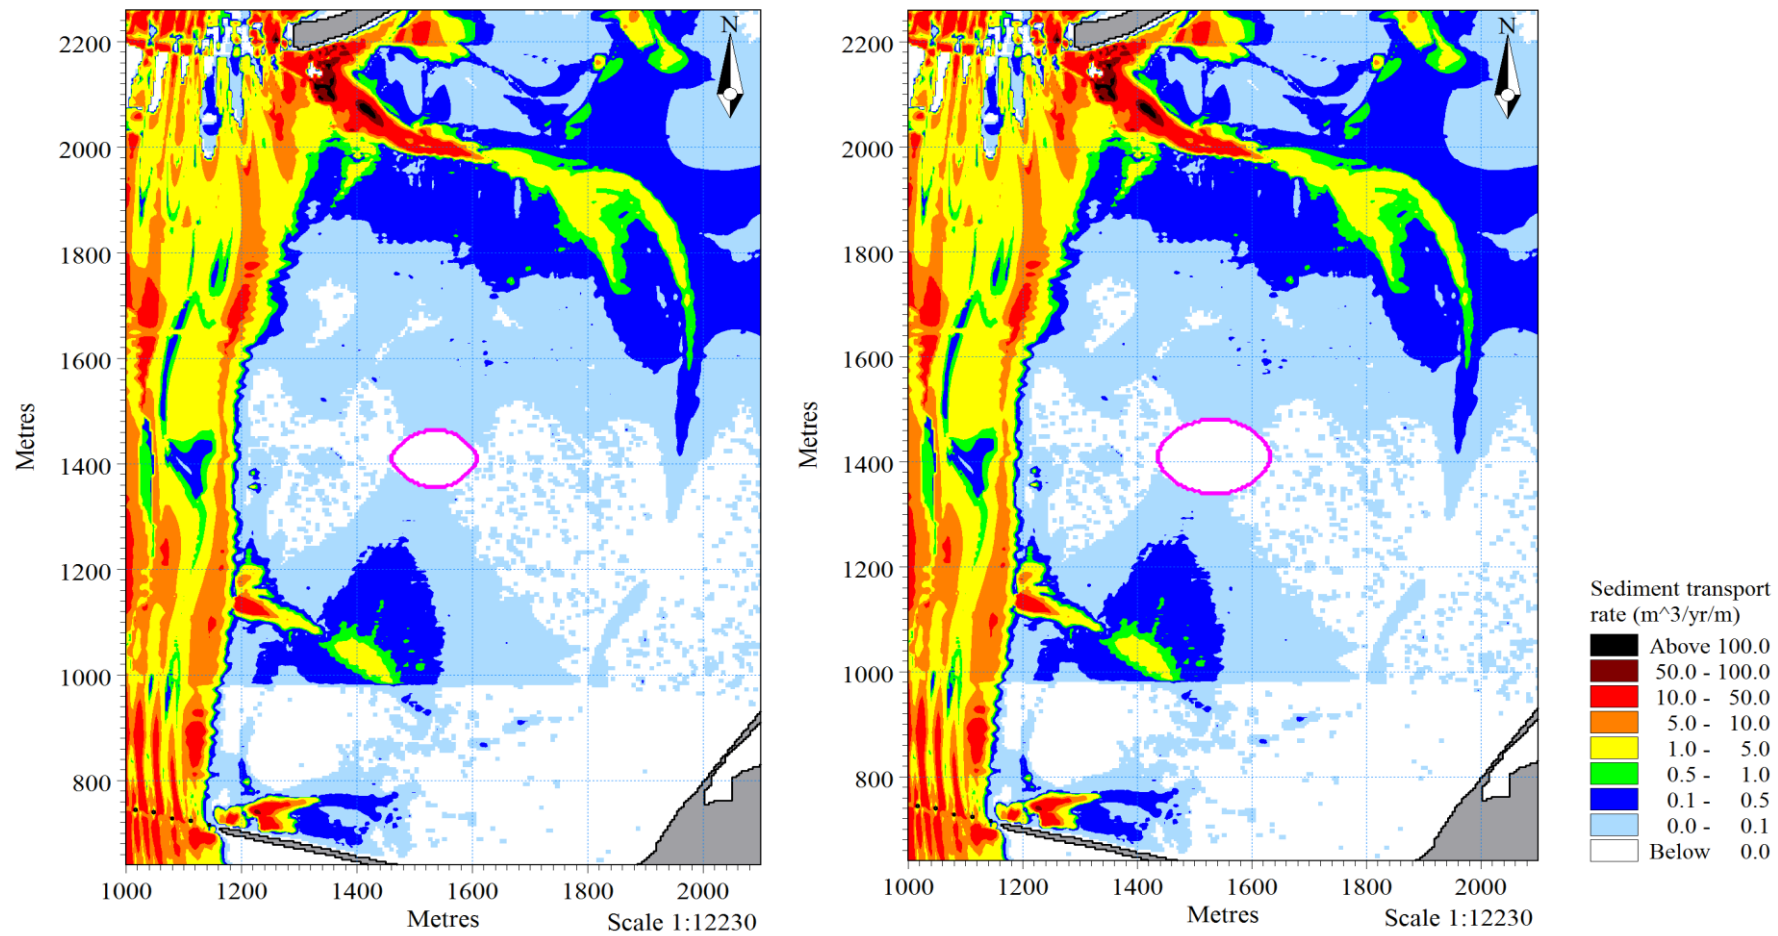 N
N
2200
2000
1800
1600
1400
1200
1000
800
Metres
1000
1200
1400
1600
1800
2000
Metres
Scale 1:12230
2200
2000
1800
1600
1400
1200
1000
800
Metres
1000
1200
1400
1600
1800
2000
Metres
Scale 1:12230
Sediment transport
rate (m^3/yr/m)
Above 100.0
50.0 - 100.0
10.0 - 50.0
5.0 - 10.0
1.0 - 5.0
0.5 - 1.0
0.1 - 0.5
0.0 - 0.1
Below 0.0